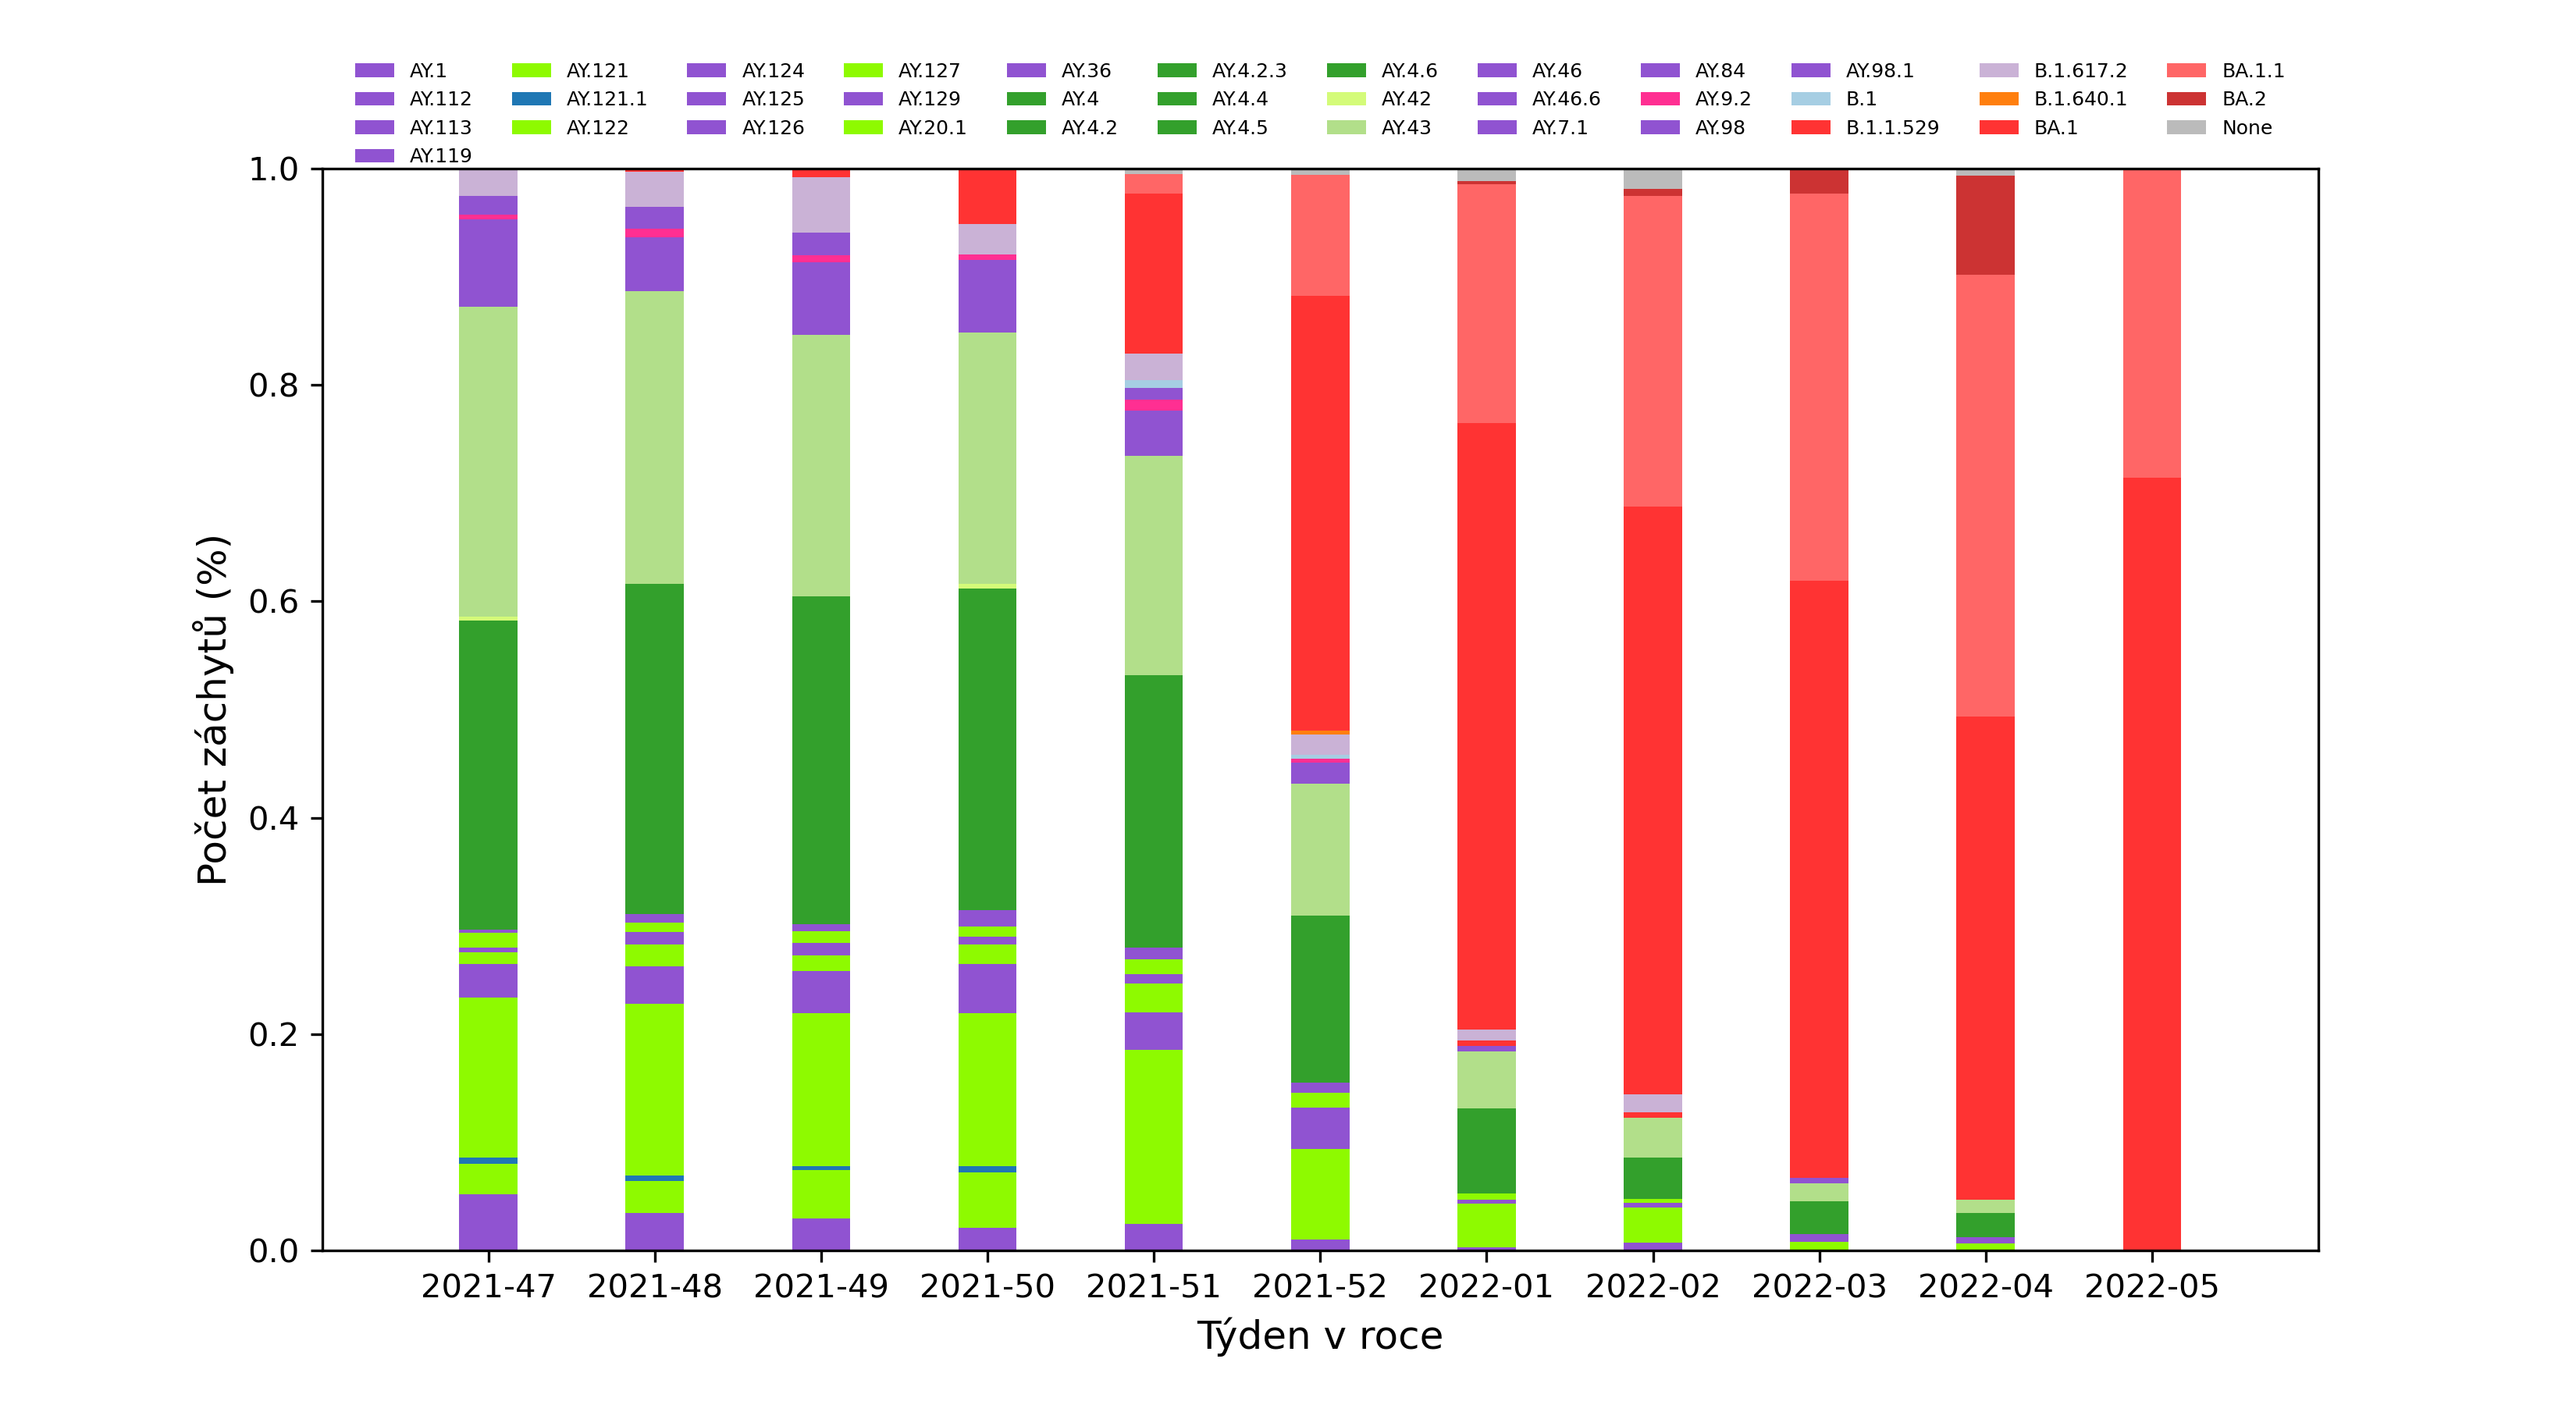 AY.1 AY.121 AY.124 AY.127 AY.36 AY.4.2.3 AY.4.6 AY.46 AY.84 AY.98.1 B.1.617.2 BA.1.1
AY.112 AY.121.1 AY.125 AY.129 AY.4 AY.4.4 AY.42 AY.46.6 AY.9.2 B.1 B.1.640.1 BA.2
AY.113 AY.122 AY.126 AY.20.1 AY.4.2 AY.4.5 AY.43 AY.7.1 AY.98 B.1.1.529 BA.1 None
AY.119
1.0
0.8
0.6
0.4
0.2
0.0
Počet záchytů (%)
2021-47 2021-48 2021-49 2021-50 2021-51 2021-52 2022-01 2022-02 2022-03 2022-04 2022-05
Týden v roce